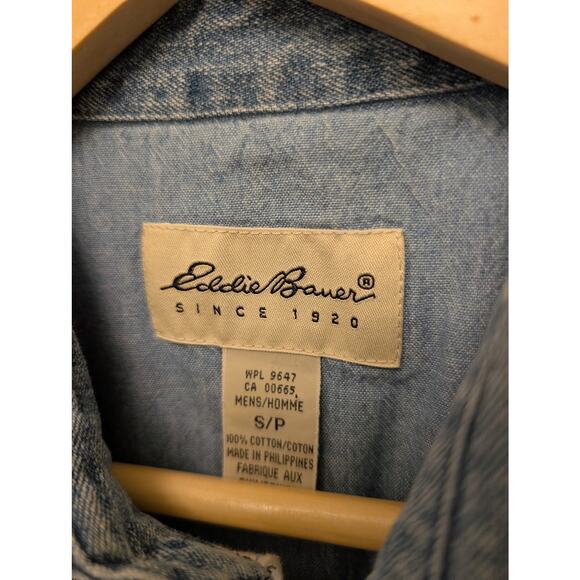 Eddie Bauer®
SINCE 1920
WPL 9647
CA 00665
MENS/HOMME
S/P
100% COTTON/COTON
MADE IN PHILIPPINES
FABRIQUE AUX